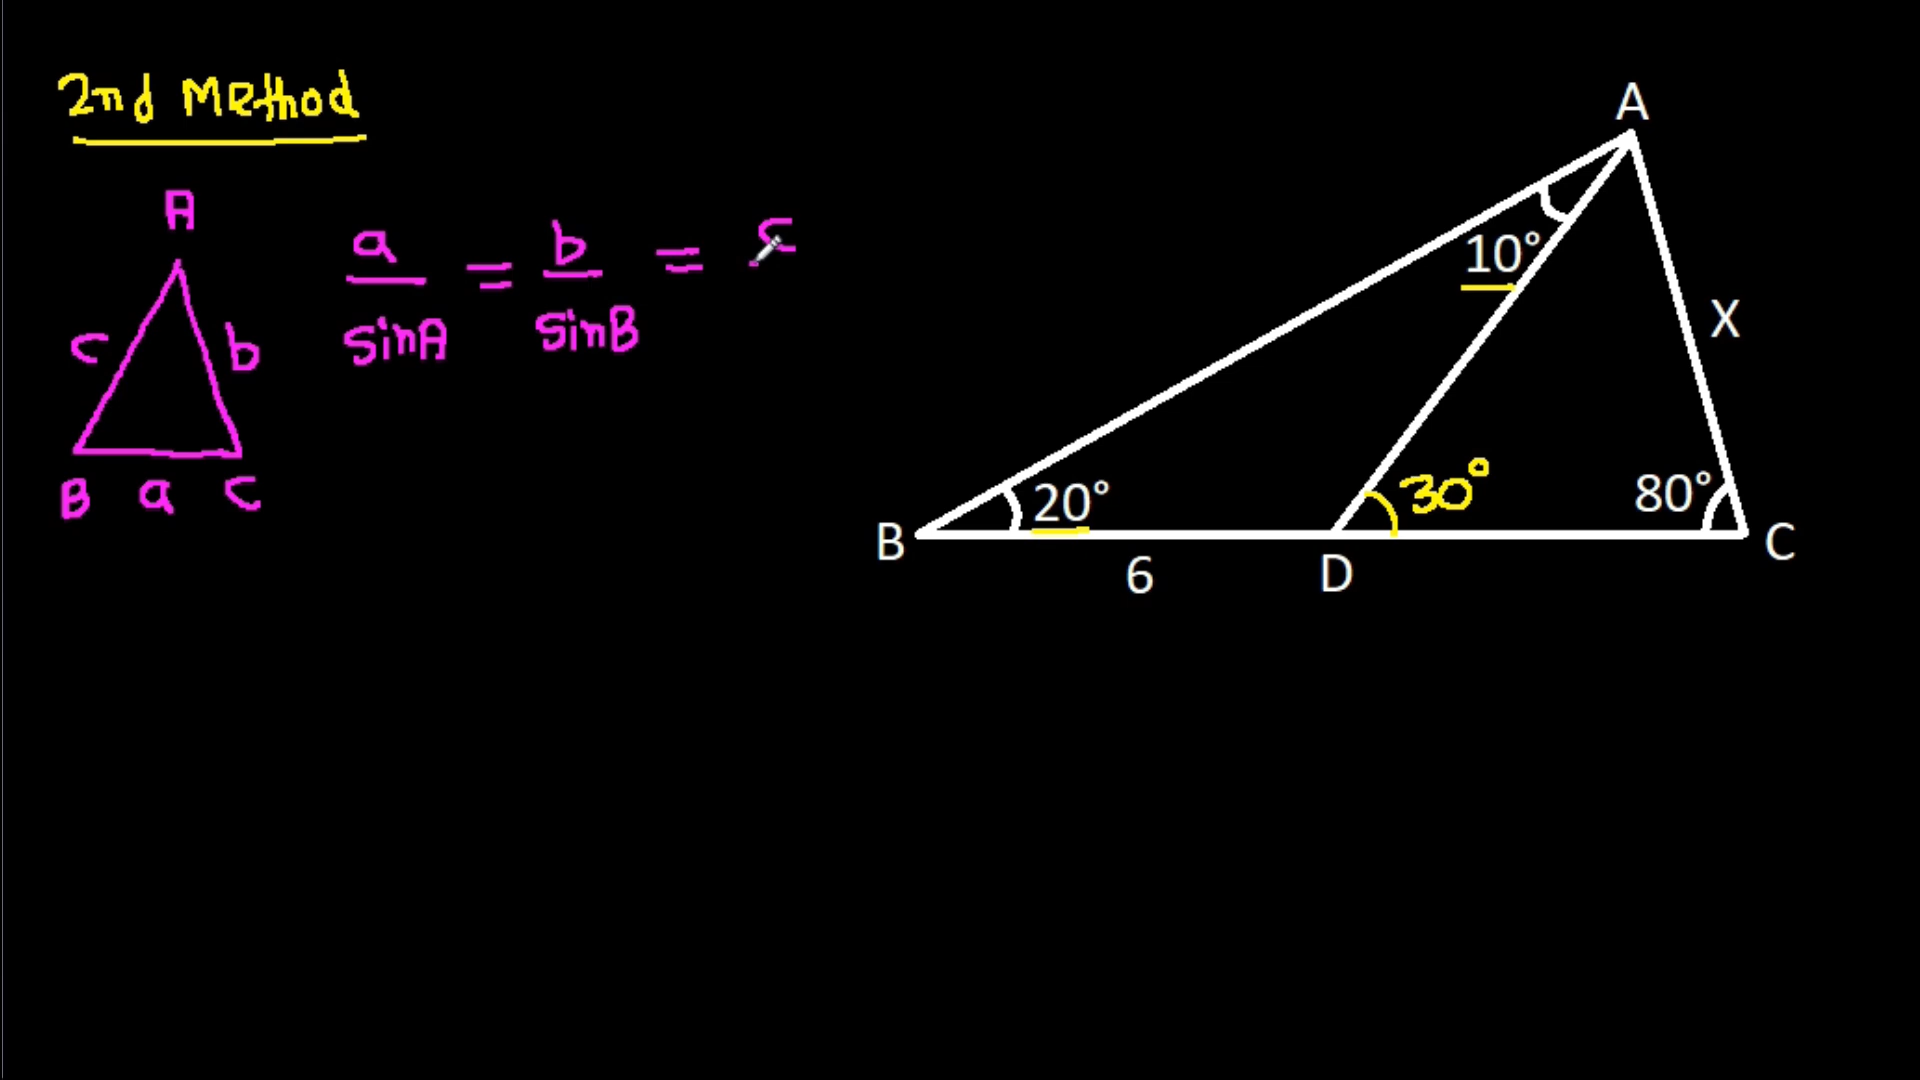 2nd Method
A
c
b
B a C
a/sinA = b/sinB = c
A
10°
X
20°
30°
80°
B
6
D
C